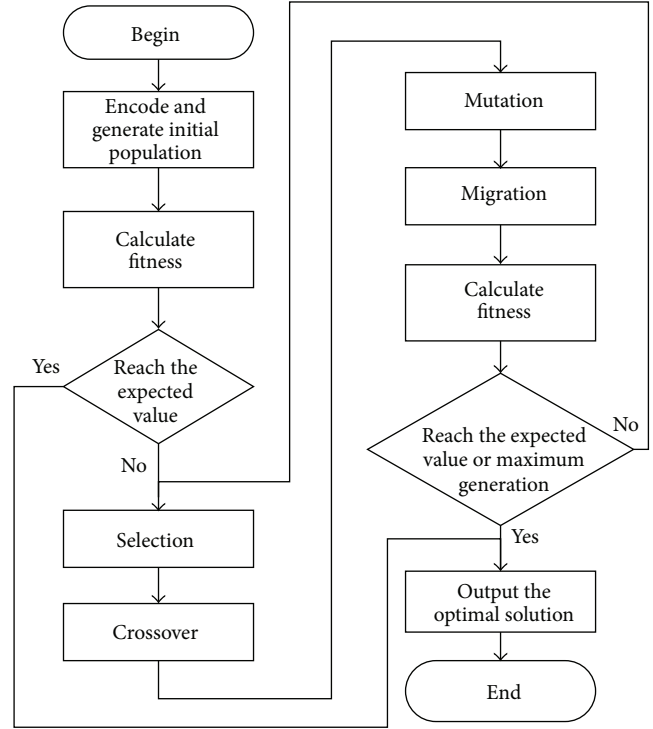 Begin
Encode and
generate initial
population
Calculate
fitness
Yes
Reach the
expected
value
No
Selection
Crossover
Mutation
Migration
Calculate
fitness
No
Reach the expected
value or maximum
generation
Yes
Output the
optimal solution
End